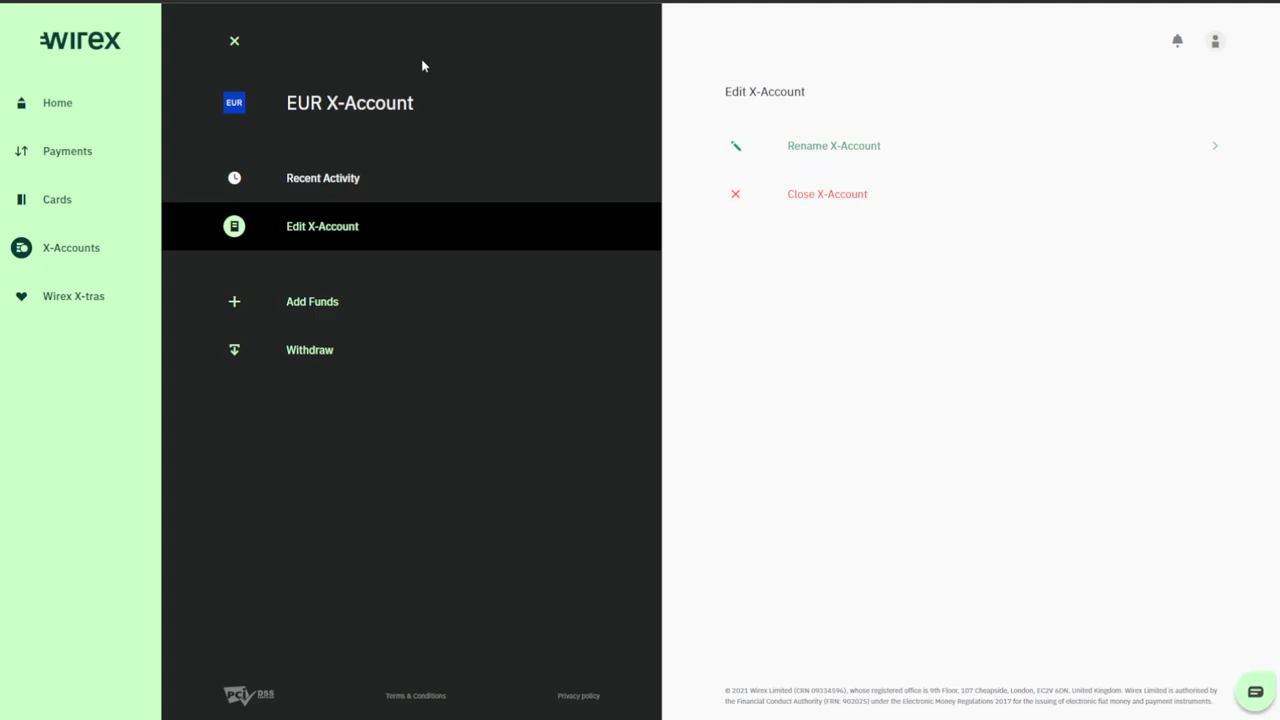 wirex
Home
Payments
Cards
X-Accounts
Wirex X-tras
EUR
EUR X-Account
Recent Activity
Edit X-Account
Add Funds
Withdraw
PCI DSS
Terms & Conditions
Privacy policy
Edit X-Account
Rename X-Account
Close X-Account
© 2021 Wirex Limited (CRN 09334596), whose registered office is 9th Floor, 107 Cheapside, London, EC2V 6DN, United Kingdom. Wirex Limited is authorised by
the Financial Conduct Authority (FRN: 902025) under the Electronic Money Regulations 2017 for the issuing of electronic fiat money and payment instruments.